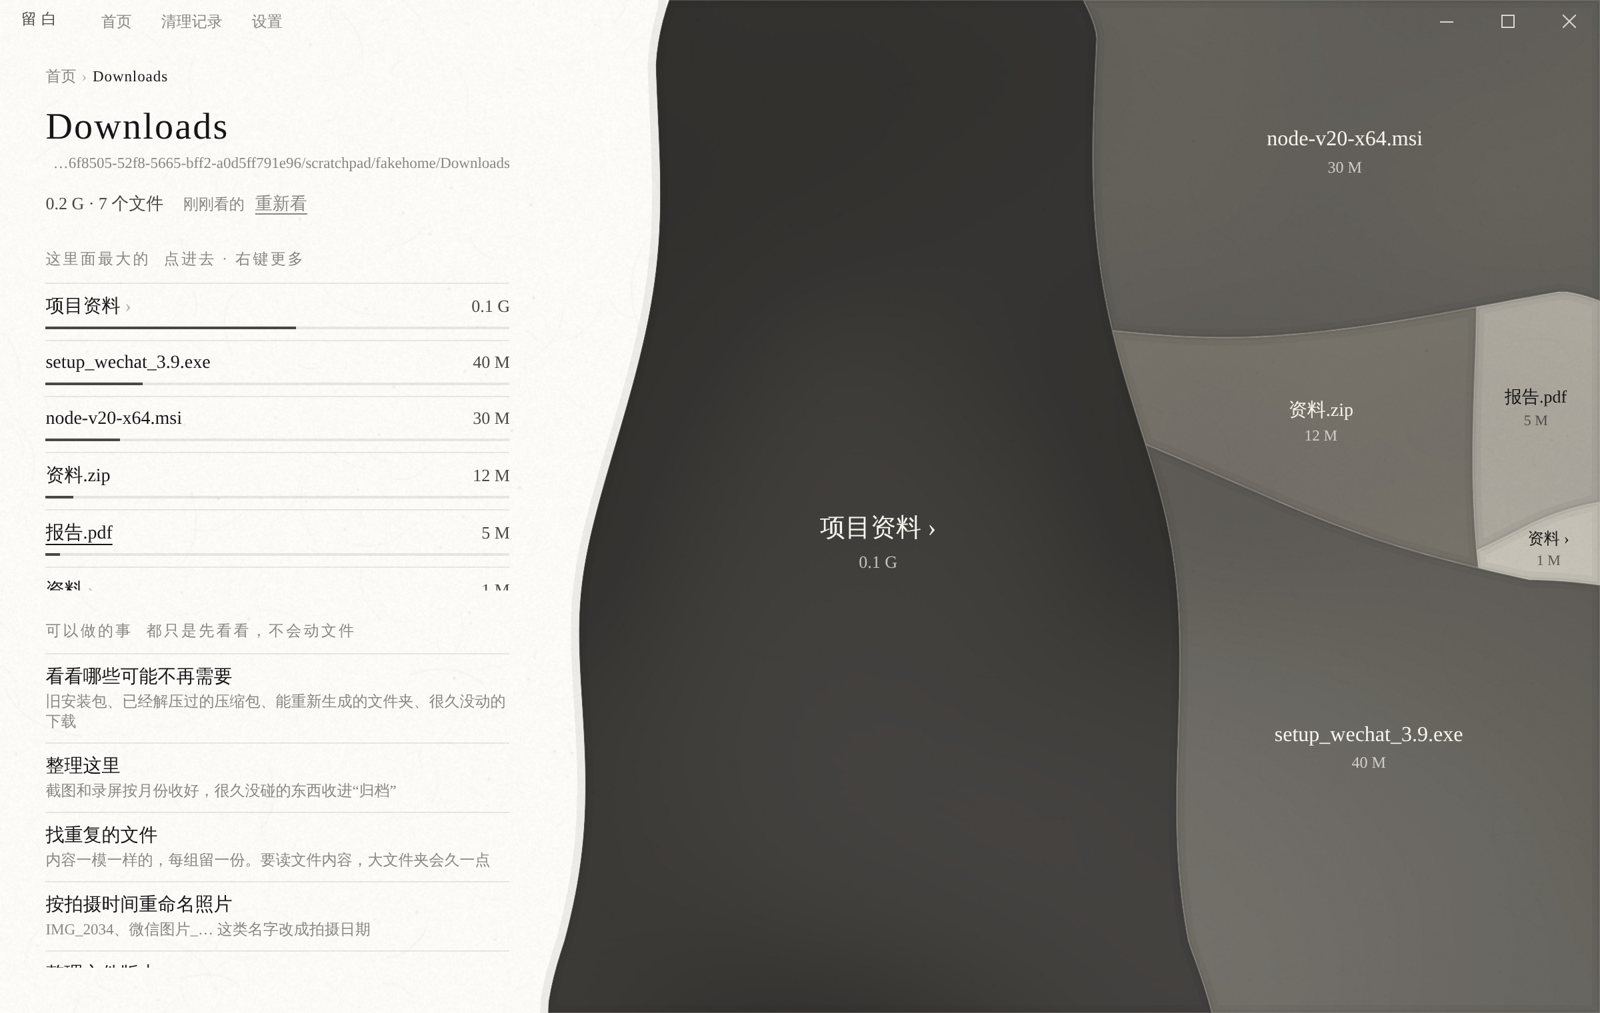 留白
首页 清理记录 设置
首页 › Downloads
Downloads
…6f8505-52f8-5665-bff2-a0d5ff791e96/scratchpad/fakehome/Downloads
0.2 G · 7 个文件 刚刚看的 重新看
这里面最大的 点进去 · 右键更多
项目资料 › 0.1 G
setup_wechat_3.9.exe 40 M
node-v20-x64.msi 30 M
资料.zip 12 M
报告.pdf 5 M
资料 › 1 M
可以做的事 都只是先看看，不会动文件
看看哪些可能不再需要
旧安装包、已经解压过的压缩包、能重新生成的文件夹、很久没动的
下载
整理这里
截图和录屏按月份收好，很久没碰的东西收进“归档”
找重复的文件
内容一模一样的，每组留一份。要读文件内容，大文件夹会久一点
按拍摄时间重命名照片
IMG_2034、微信图片_… 这类名字改成拍摄日期
项目资料 ›
0.1 G
node-v20-x64.msi
30 M
资料.zip
12 M
报告.pdf
5 M
资料 ›
1 M
setup_wechat_3.9.exe
40 M